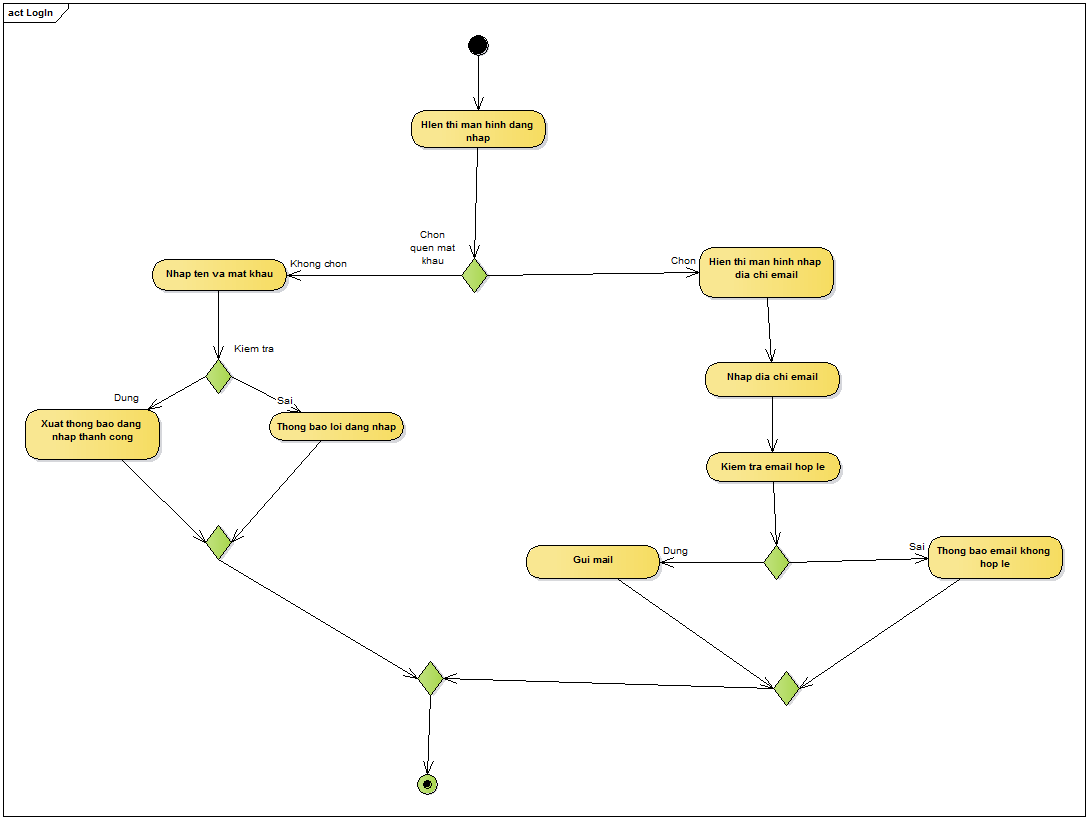 act LogIn
HIen thi man hinh dang
nhap
Chon
quen mat
khau
Khong chon
Chon
Nhap ten va mat khau
Hien thi man hinh nhap
dia chi email
Kiem tra
Nhap dia chi email
Dung
Sai
Xuat thong bao dang
nhap thanh cong
Thong bao loi dang nhap
Kiem tra email hop le
Dung
Sai
Gui mail
Thong bao email khong
hop le